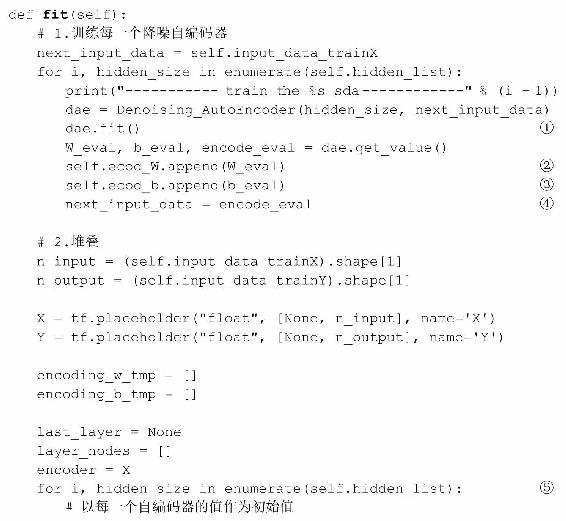 def fit(self):
    # 1.训练每一个降噪自编码器
    next_input_data = self.input_data_trainX
    for i, hidden_size in enumerate(self.hidden_list):
        print("----------- train the %s sda------------" % (i + 1))
        dae = Denoising_AutoEncoder(hidden_size, next_input_data)
        dae.fit() ①
        W_eval, b_eval, encode_eval = dae.get_value()
        self.ecod_W.append(W_eval) ②
        self.ecod_b.append(b_eval) ③
        next_input_data = encode_eval ④
    # 2.堆叠
    n_input = (self.input_data_trainX).shape[1]
    n_output = (self.input_data_trainY).shape[1]
    X = tf.placeholder("float", [None, n_input], name='X')
    Y = tf.placeholder("float", [None, n_output], name='Y')
    encoding_w_tmp = []
    encoding_b_tmp = []
    last_layer = None
    layer_nodes = []
    encoder = X
    for i, hidden_size in enumerate(self.hidden_list): ⑤
        # 以每一个自编码器的值作为初始值